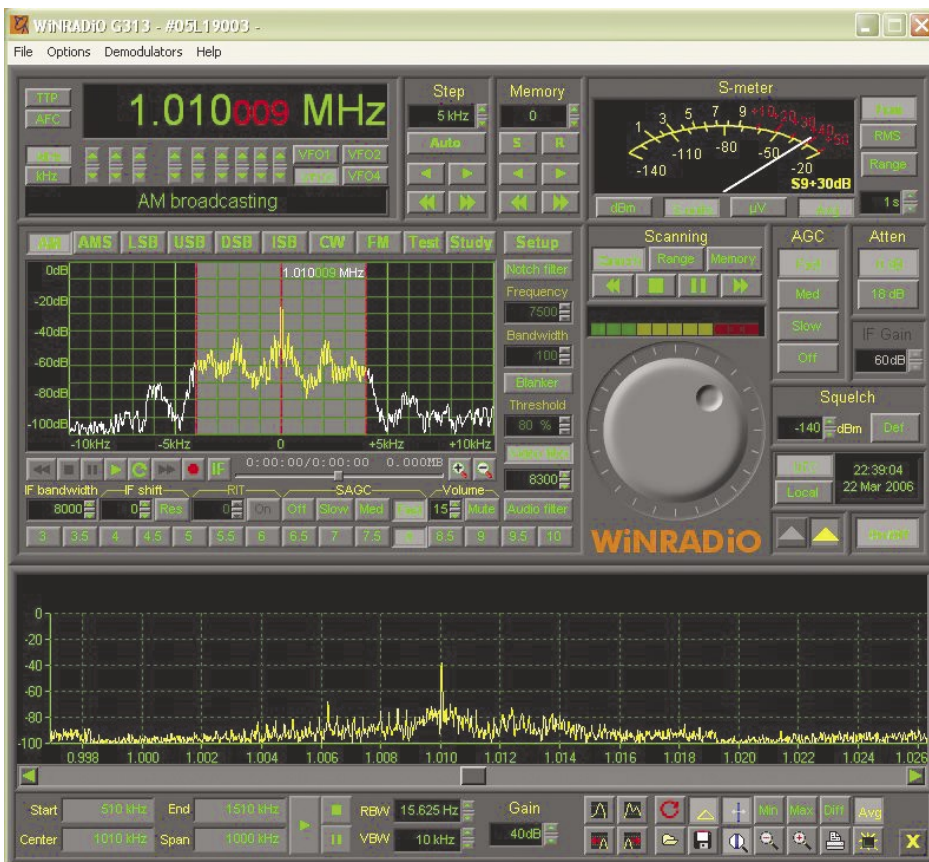 WiNRADiO G313 - #05L19003 -
File Options Demodulators Help
TTP
AFC
1.010009 MHz
MHz
kHz
VFO1 VFO2
VFO4
AM broadcasting
Step
5 kHz
Auto
Memory
0
S R
S-meter
1 3 5 7 9 +10 +20 +30 +40 +50
-140 -110 -80 -50 -20
S9+30dB
dBm S-units µV Avg
RMS
Range
1 s
AM AMS LSB USB DSB ISB CW FM Test Study Setup
0dB
-20dB
-40dB
-60dB
-80dB
-100dB
1.010009 MHz
-10kHz -5kHz 0 +5kHz +10kHz
Notch filter
Frequency
7500
Bandwidth
100
Blanker
Threshold
80 %
8300
Audio filter
IF 0:00:00/0:00:00 0.000MB
IF bandwidth IF shift RIT SAGC Volume
8000 0 Res 0 On Off Slow Med Fast 15 Mute
3 3.5 4 4.5 5 5.5 6 6.5 7 7.5 8 8.5 9 9.5 10
Scanning
Range Memory
WiNRADiO
AGC
Fast
Med
Slow
Off
Atten
0 dB
18 dB
IF Gain
60dB
Squelch
-140 dBm Def
UTC
Local
22:39:04
22 Mar 2006
0
-20
-40
-60
-80
-100
0.998 1.000 1.002 1.004 1.006 1.008 1.010 1.012 1.014 1.016 1.018 1.020 1.022 1.024 1.026
Start 510 kHz End 1510 kHz
Center 1010 kHz Span 1000 kHz
RBW 15.625 Hz
VBW 10 kHz
Gain
40dB
Min Max Diff Avg
X